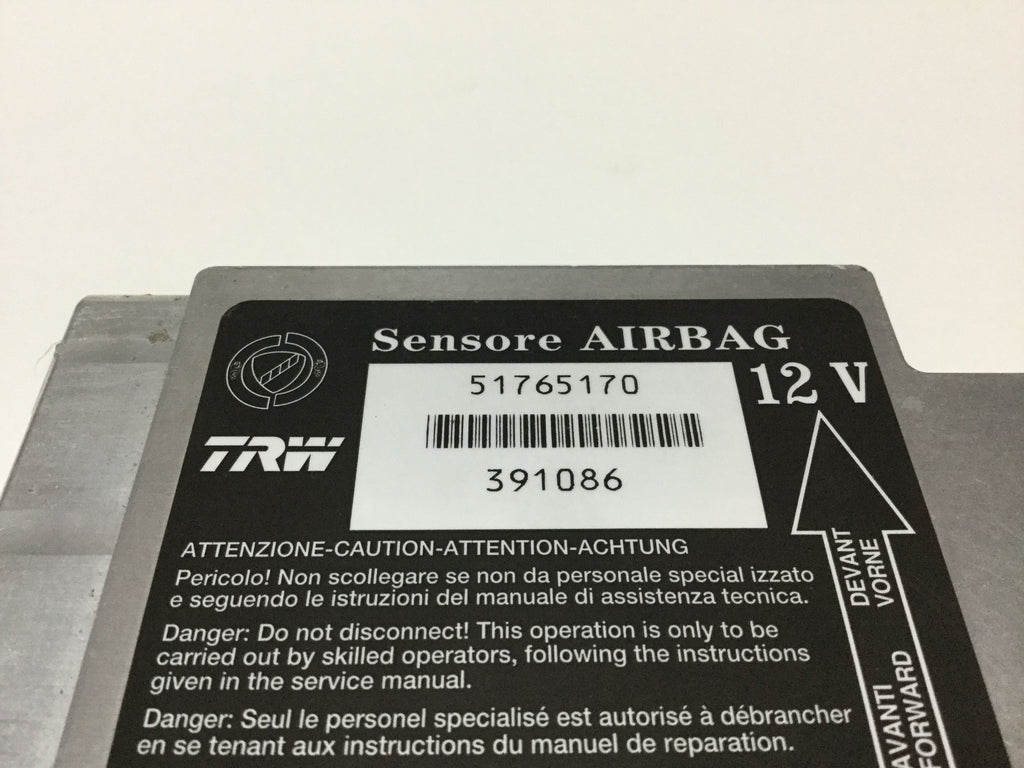 Sensore AIRBAG
12 V
51765170
391086
TRW
ATTENZIONE-CAUTION-ATTENTION-ACHTUNG
Pericolo! Non scollegare se non da personale special izzato
e seguendo le istruzioni del manuale di assistenza tecnica.
Danger: Do not disconnect! This operation is only to be
carried out by skilled operators, following the instructions
given in the service manual.
Danger: Seul le personel specialisé est autorisé à débrancher
en se tenant aux instructions du manuel de reparation.
DEVANT
VORNE
AVANTI
FORWARD